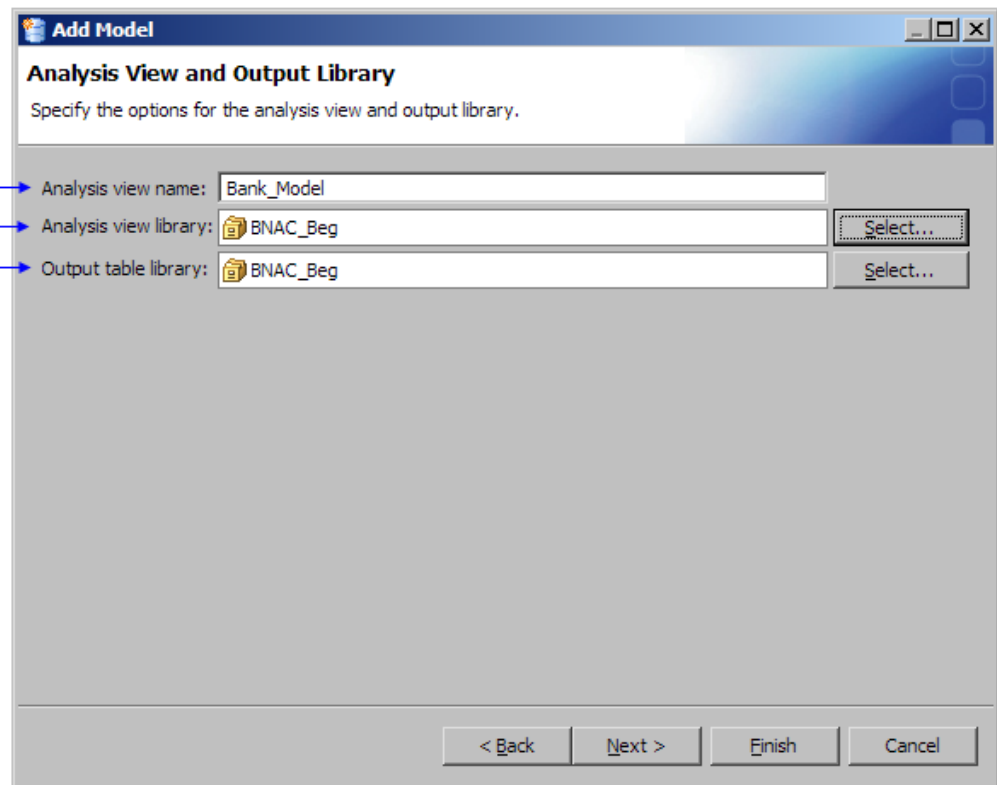 Add Model
Analysis View and Output Library
Specify the options for the analysis view and output library.
Analysis view name: Bank_Model
Analysis view library: BNAC_Beg Select...
Output table library: BNAC_Beg Select...
< Back Next > Finish Cancel